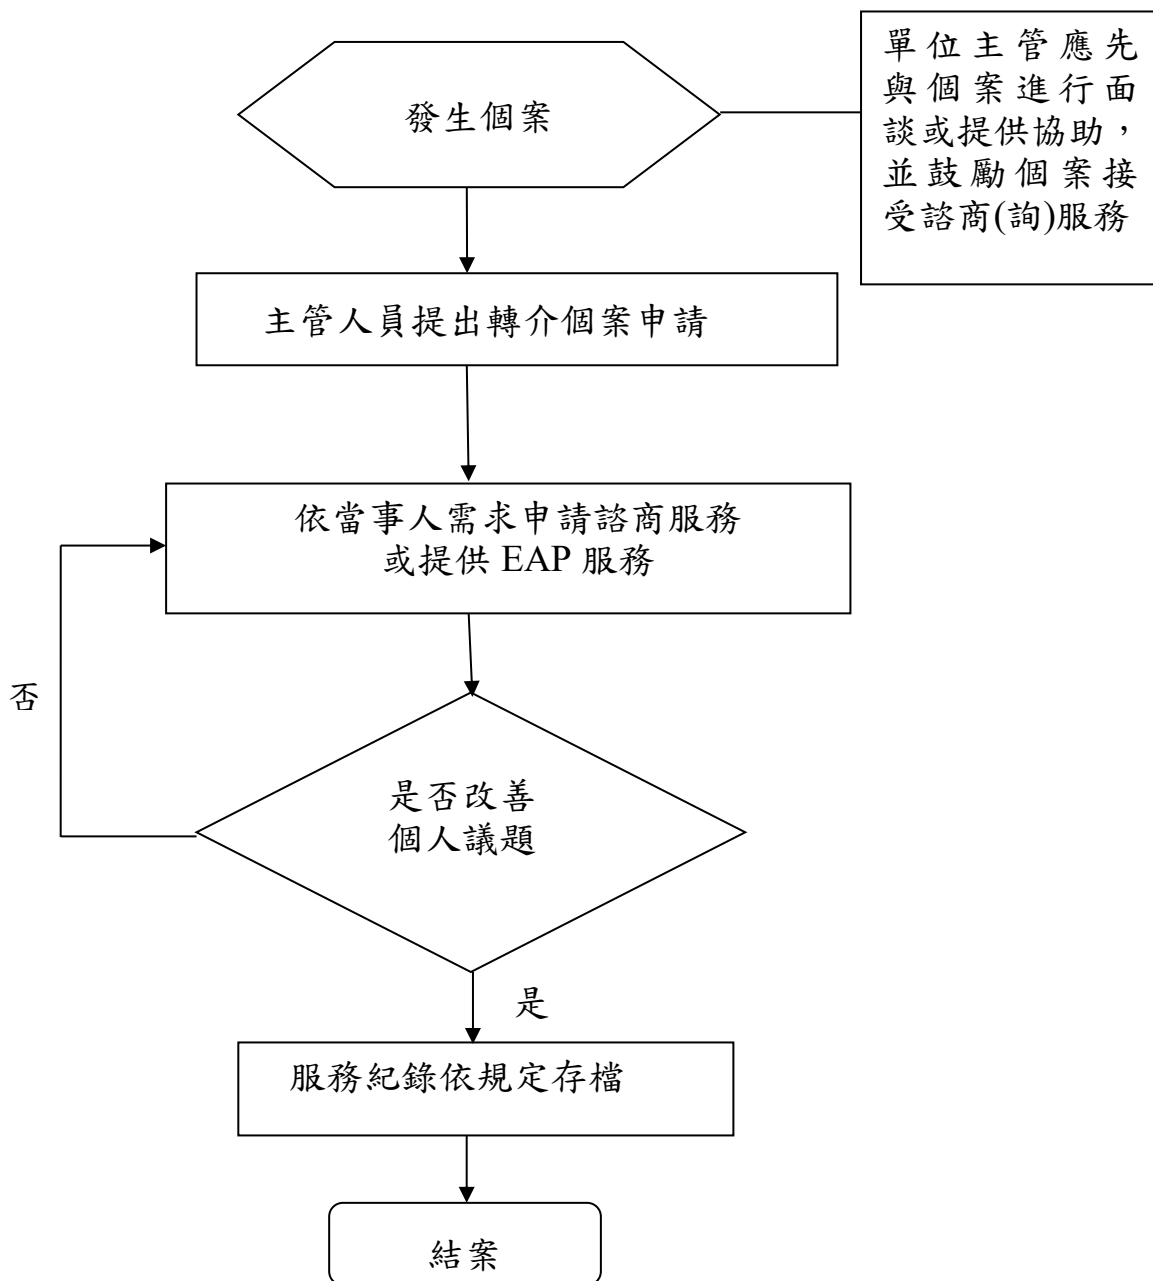 發生個案
單位主管應先
與個案進行面
談或提供協助，
並鼓勵個案接
受諮商(詢)服務
主管人員提出轉介個案申請
依當事人需求申請諮商服務
或提供 EAP 服務
否
是否改善
個人議題
是
服務紀錄依規定存檔
結案